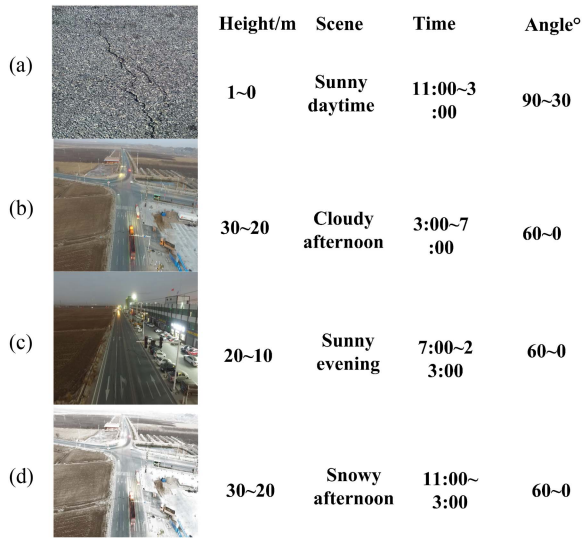 Height/m Scene Time Angle°
(a)
1~0
Sunny
daytime
11:00~3
:00
90~30
(b)
30~20
Cloudy
afternoon
3:00~7
:00
60~0
(c)
20~10
Sunny
evening
7:00~2
3:00
60~0
(d)
30~20
Snowy
afternoon
11:00~
3:00
60~0